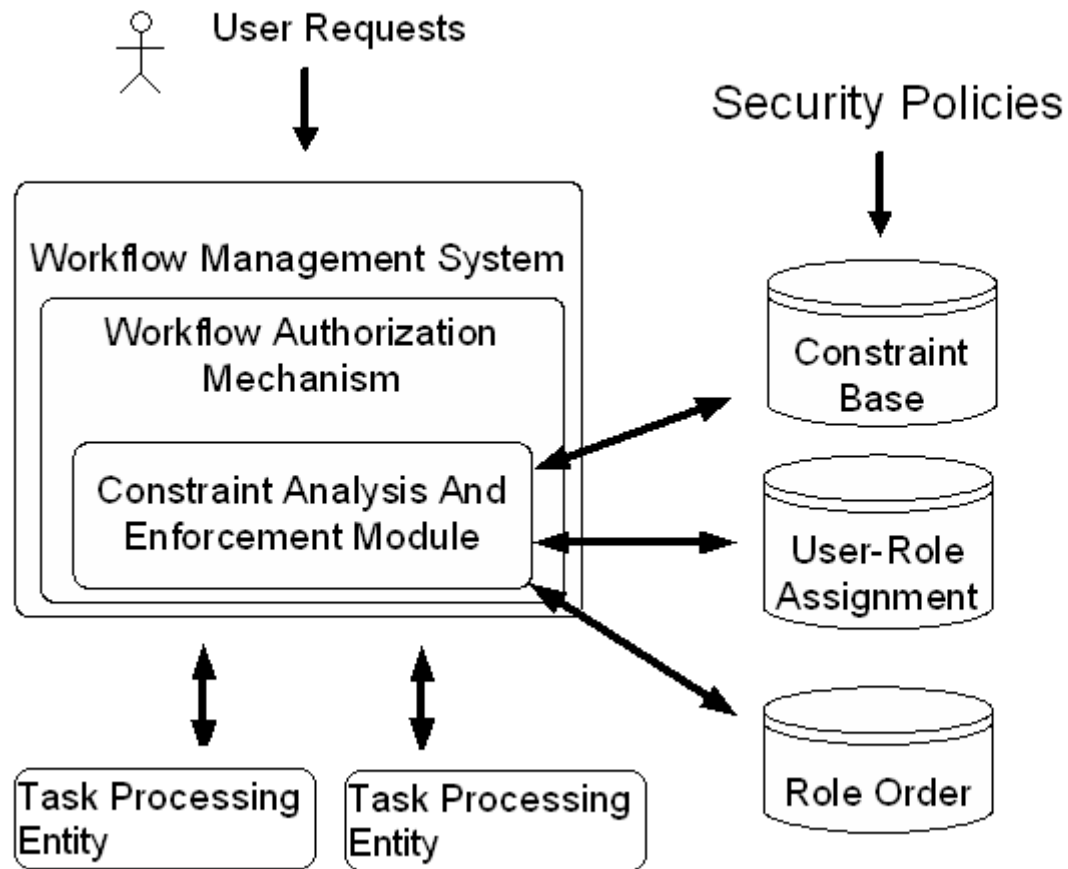 User Requests
Security Policies
Workflow Management System
Workflow Authorization
Mechanism
Constraint Analysis And
Enforcement Module
Constraint
Base
User-Role
Assignment
Role Order
Task Processing
Entity
Task Processing
Entity